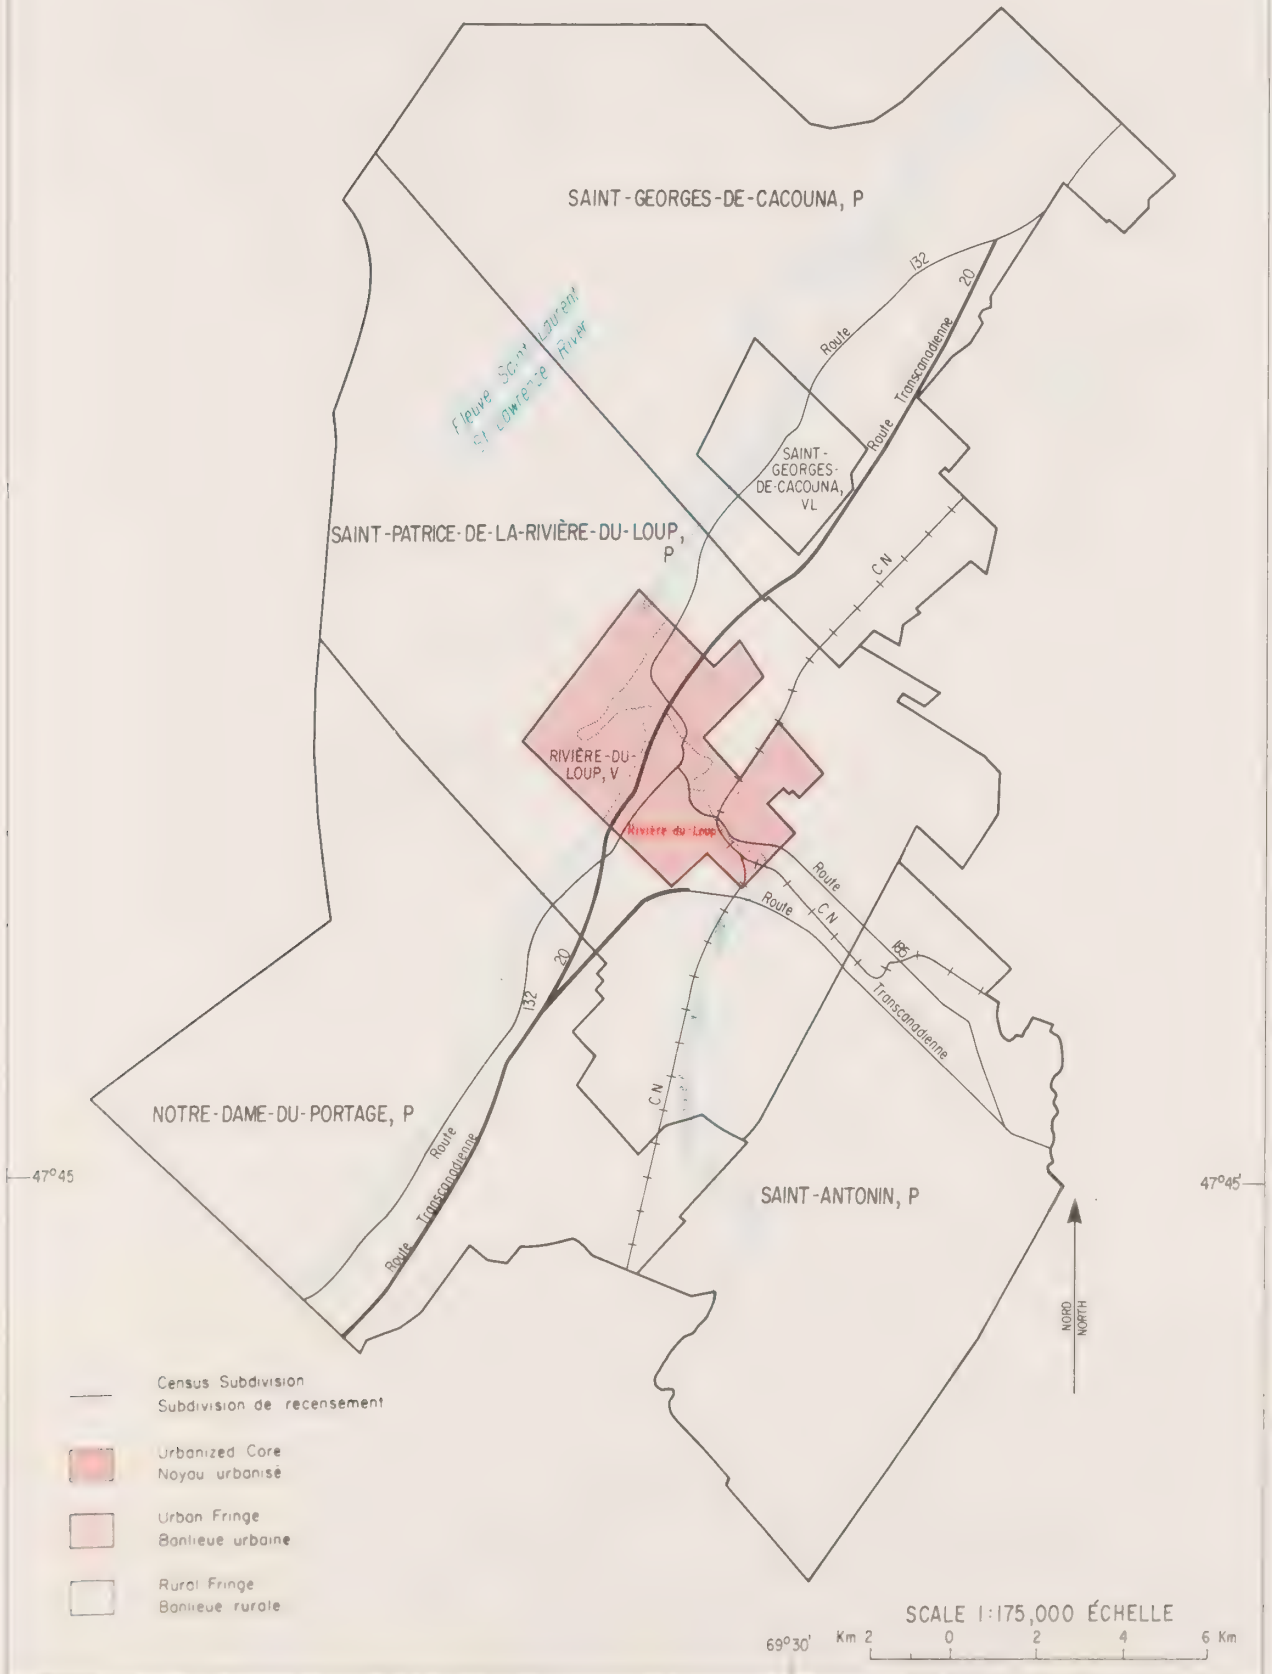 SAINT-GEORGES-DE-CACOUNA, P
132
20
Route
Route Transcanadienne
Fleuve Saint Laurent
St Lawrence River
SAINT-
GEORGES-
DE-CACOUNA,
VL
SAINT-PATRICE-DE-LA-RIVIÈRE-DU-LOUP,
P
CN
RIVIÈRE-DU-
LOUP, V
Rivière du Loup
Route
Route
CN
185
20
132
Transcanadienne
CN
NOTRE-DAME-DU-PORTAGE, P
Route
Route Transcanadienne
47°45
47°45'
SAINT-ANTONIN, P
NORD
NORTH
Census Subdivision
Subdivision de recensement
Urbanized Core
Noyau urbanisé
Urban Fringe
Banlieue urbaine
Rural Fringe
Banlieue rurale
SCALE 1:175,000 ÉCHELLE
69°30'
Km 2 0 2 4 6 Km